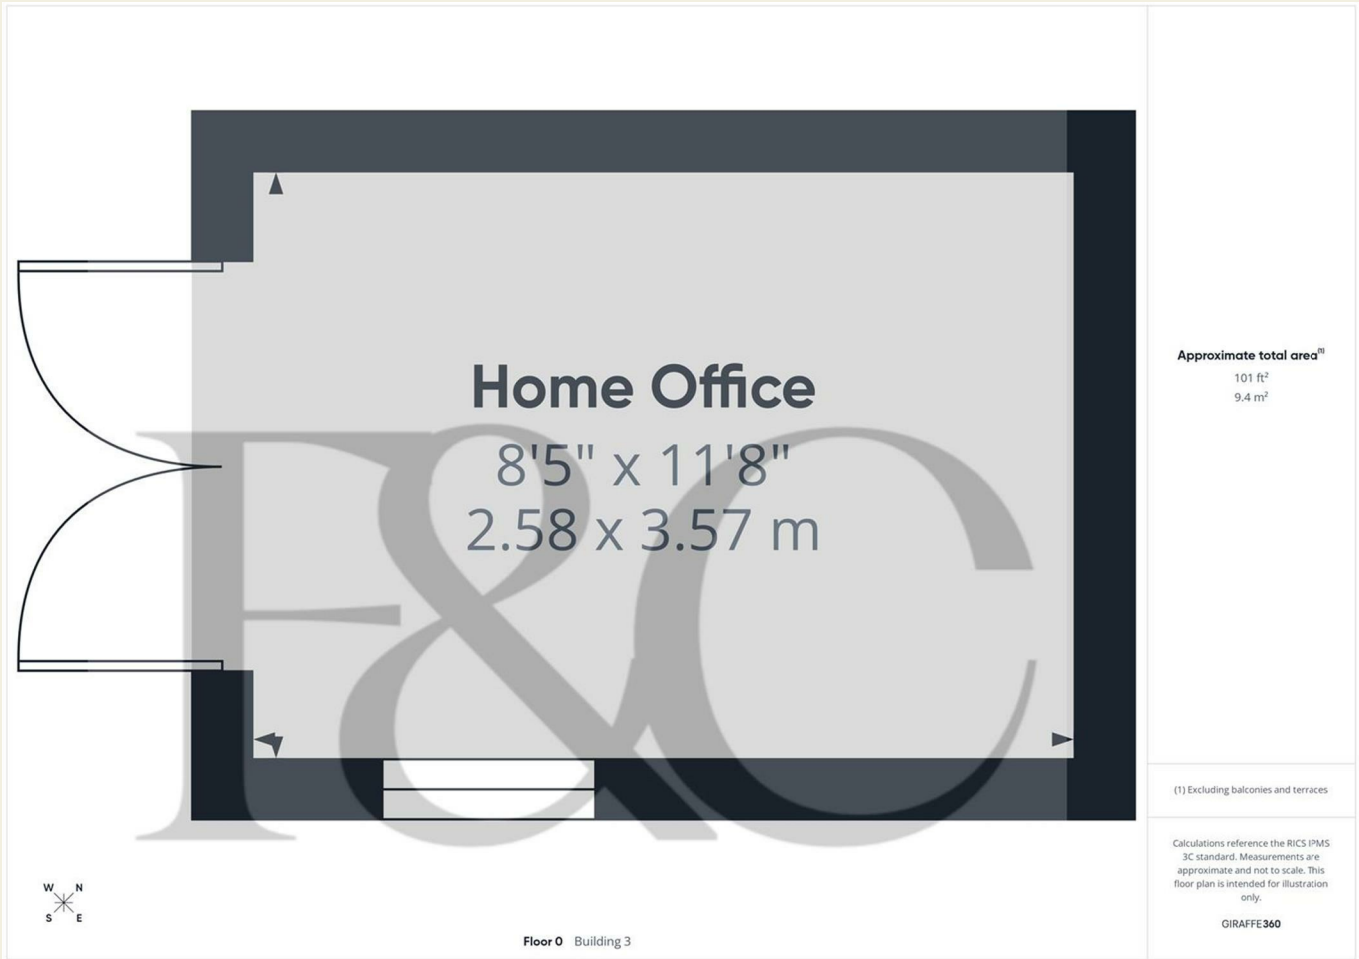 Home Office
8'5" x 11'8"
2.58 x 3.57 m
F&C
Approximate total area(1)
101 ft²
9.4 m²
(1) Excluding balconies and terraces
Calculations reference the RICS IPMS
3C standard. Measurements are
approximate and not to scale. This
floor plan is intended for illustration
only.
GIRAFFE360
W N
S E
Floor 0 Building 3